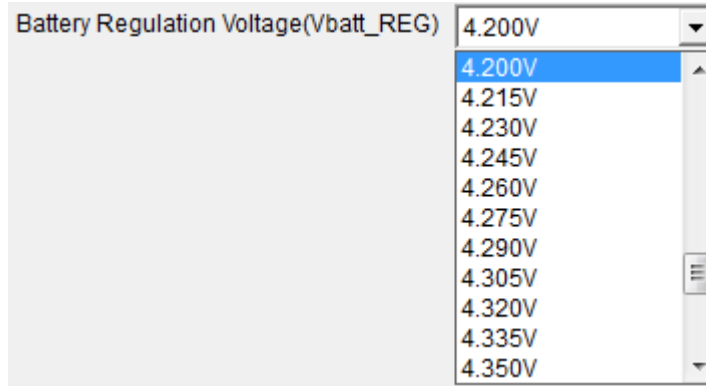 Battery Regulation Voltage(Vbatt_REG) 4.200V
4.200V
4.215V
4.230V
4.245V
4.260V
4.275V
4.290V
4.305V
4.320V
4.335V
4.350V